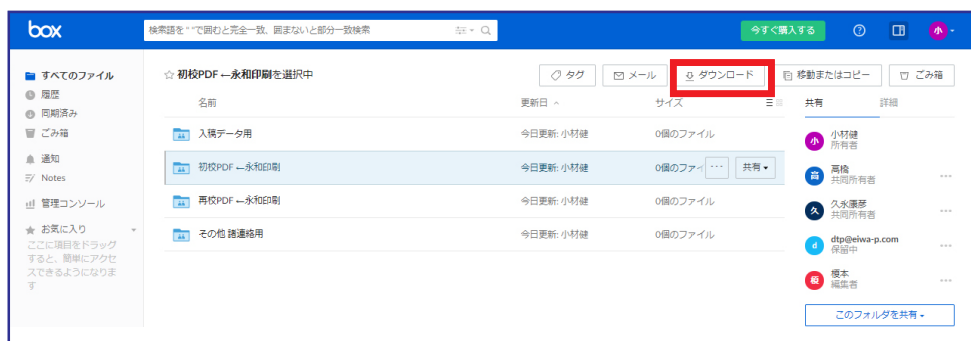 box
検索語を" "で囲むと完全一致、囲まないと部分一致検索
今すぐ購入する
小
すべてのファイル
履歴
同期済み
ごみ箱
通知
Notes
管理コンソール
お気に入り
ここに項目をドラッグ
すると、簡単にアクセ
スできるようになりま
す
初校PDF ←永和印刷を選択中
タグ
メール
ダウンロード
移動またはコピー
ごみ箱
名前
更新日
サイズ
入稿データ用
今日更新: 小材健
0個のファイル
初校PDF ←永和印刷
今日更新: 小材健
0個のファイ
共有
再校PDF ←永和印刷
今日更新: 小材健
0個のファイル
その他 諸連絡用
今日更新: 小材健
0個のファイル
共有
詳細
小
小材健
所有者
髙
髙橋
共同所有者
久
久永康彦
共同所有者
d
dtp@eiwa-p.com
保留中
榎
榎本
編集者
このフォルダを共有